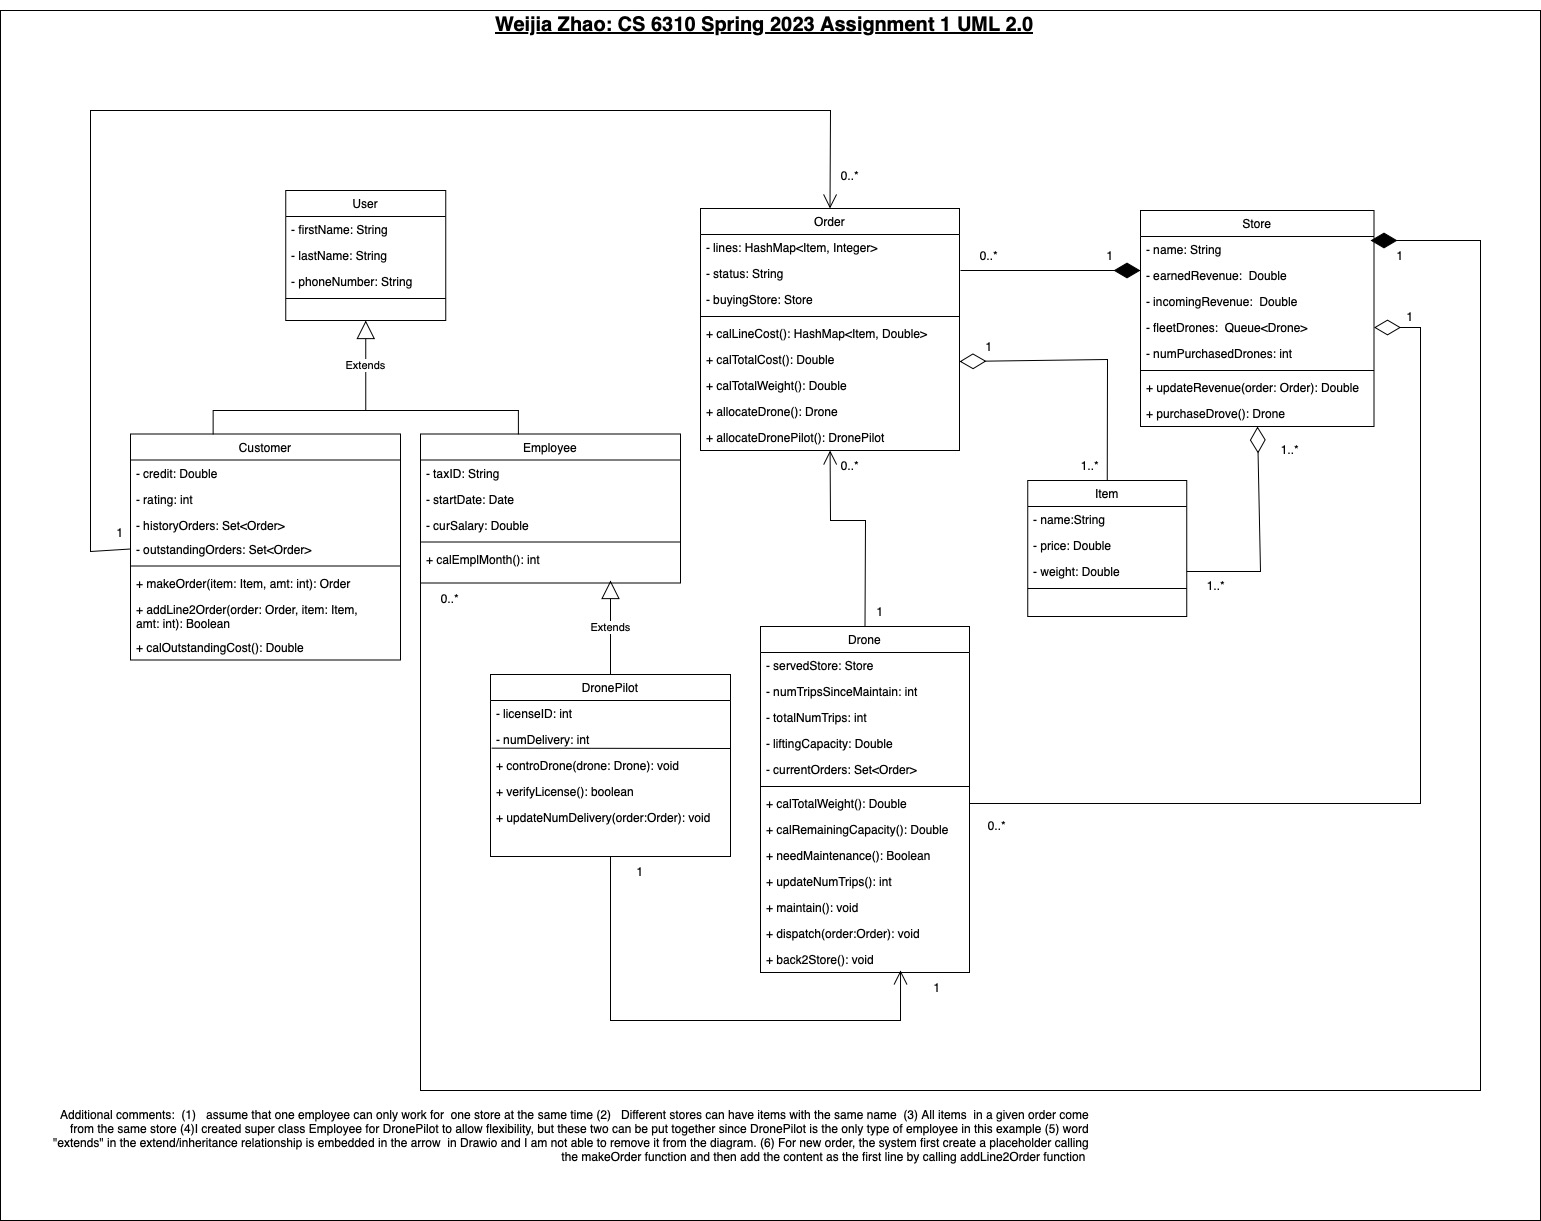 Weijia Zhao: CS 6310 Spring 2023 Assignment 1 UML 2.0
0..*
User
- firstName: String
- lastName: String
- phoneNumber: String
Extends
Order
- lines: HashMap<Item, Integer>
- status: String
- buyingStore: Store
+ calLineCost(): HashMap<Item, Double>
+ calTotalCost(): Double
+ calTotalWeight(): Double
+ allocateDrone(): Drone
+ allocateDronePilot(): DronePilot
0..*
1
Store
- name: String
- earnedRevenue:  Double
- incomingRevenue:  Double
- fleetDrones:  Queue<Drone>
- numPurchasedDrones: int
+ updateRevenue(order: Order): Double
+ purchaseDrove(): Drone
1
1
1
1..*
1..*
0..*
Customer
- credit: Double
- rating: int
- historyOrders: Set<Order>
- outstandingOrders: Set<Order>
+ makeOrder(item: Item, amt: int): Order
+ addLine2Order(order: Order, item: Item,
amt: int): Boolean
+ calOutstandingCost(): Double
1
Employee
- taxID: String
- startDate: Date
- curSalary: Double
+ calEmplMonth(): int
0..*
Extends
Item
- name:String
- price: Double
- weight: Double
1..*
1
DronePilot
- licenseID: int
- numDelivery: int
+ controDrone(drone: Drone): void
+ verifyLicense(): boolean
+ updateNumDelivery(order:Order): void
1
Drone
- servedStore: Store
- numTripsSinceMaintain: int
- totalNumTrips: int
- liftingCapacity: Double
- currentOrders: Set<Order>
+ calTotalWeight(): Double
+ calRemainingCapacity(): Double
+ needMaintenance(): Boolean
+ updateNumTrips(): int
+ maintain(): void
+ dispatch(order:Order): void
+ back2Store(): void
0..*
1
Additional comments:  (1)   assume that one employee can only work for  one store at the same time (2)   Different stores can have items with the same name  (3) All items  in a given order come
from the same store (4)I created super class Employee for DronePilot to allow flexibility, but these two can be put together since DronePilot is the only type of employee in this example (5) word
"extends" in the extend/inheritance relationship is embedded in the arrow  in Drawio and I am not able to remove it from the diagram. (6) For new order, the system first create a placeholder calling
the makeOrder function and then add the content as the first line by calling addLine2Order function